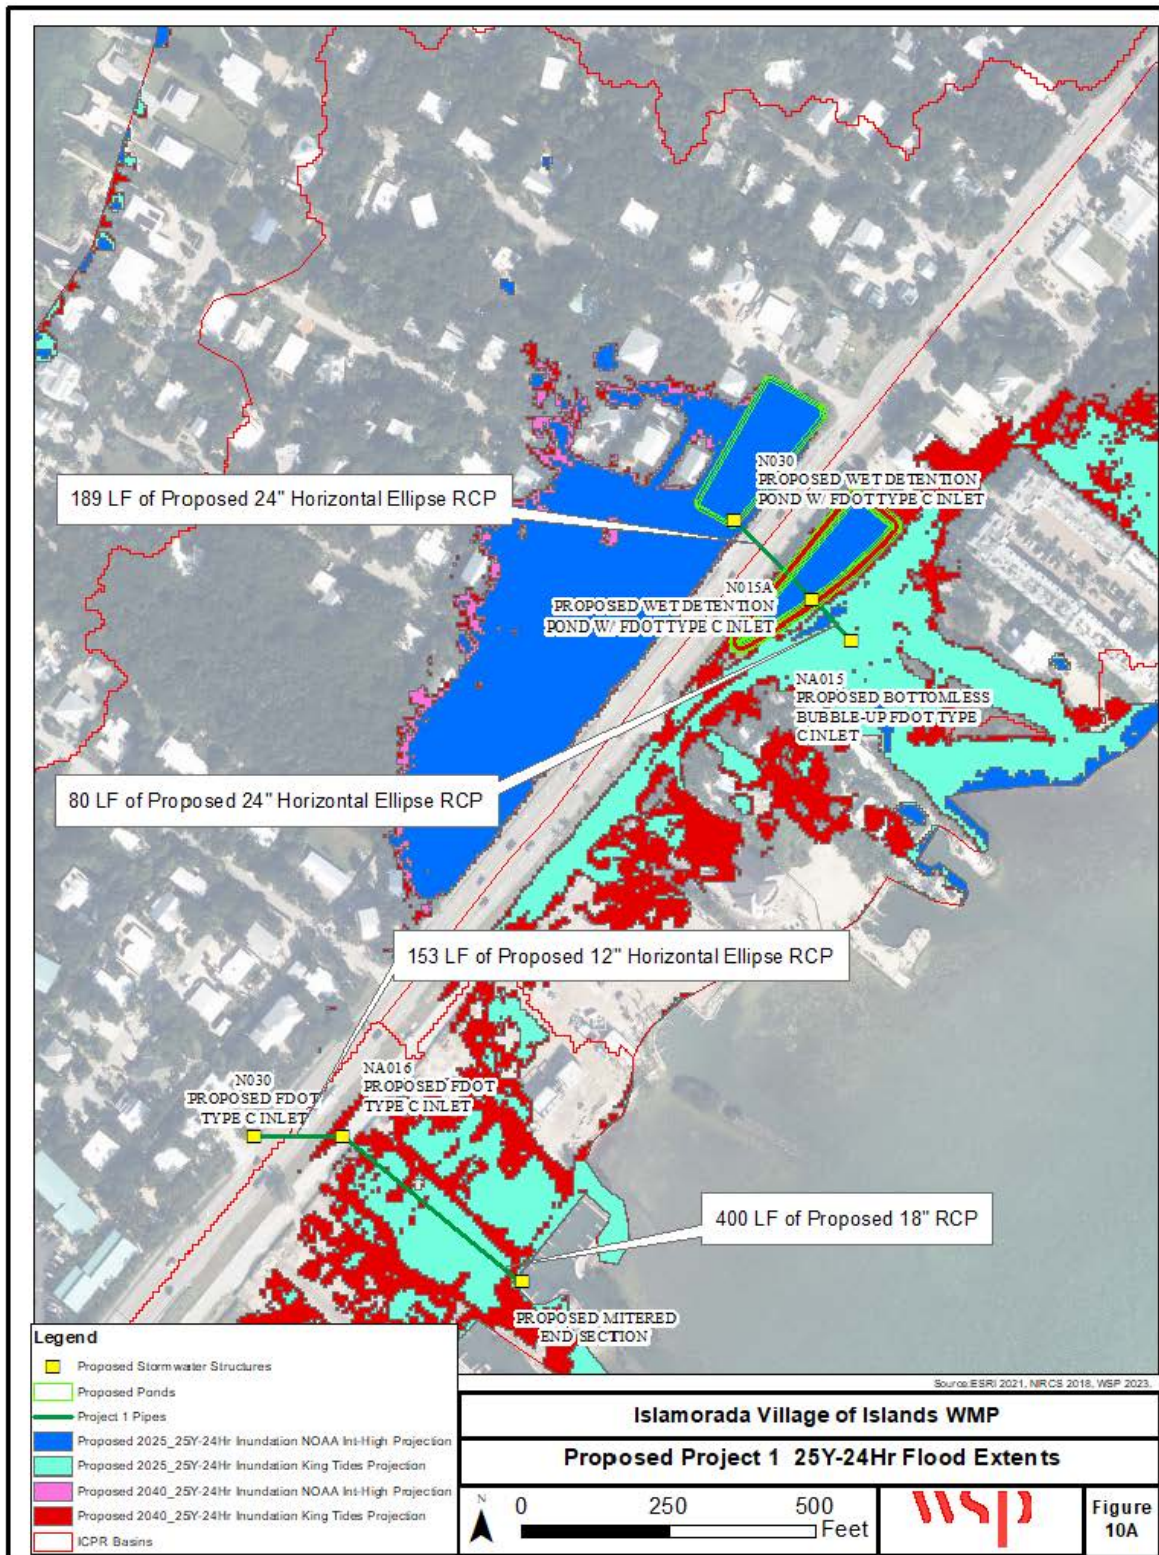 189 LF of Proposed 24" Horizontal Ellipse RCP
N030
PROPOSED WET DETENTION
POND W/ FDOT TYPE C INLET
N015A
PROPOSED WET DETENTION
POND W/ FDOT TYPE C INLET
NA015
PROPOSED BOTTOMLESS
BUBBLE-UP FDOT TYPE
C INLET
80 LF of Proposed 24" Horizontal Ellipse RCP
153 LF of Proposed 12" Horizontal Ellipse RCP
N030
PROPOSED FDOT
TYPE C INLET
NA016
PROPOSED FDOT
TYPE C INLET
400 LF of Proposed 18" RCP
PROPOSED MITERED
END SECTION
Legend
Proposed Stormwater Structures
Proposed Ponds
Project 1 Pipes
Proposed 2025_25Y-24Hr Inundation NOAA Int-High Projection
Proposed 2025_25Y-24Hr Inundation King Tides Projection
Proposed 2040_25Y-24Hr Inundation NOAA Int-High Projection
Proposed 2040_25Y-24Hr Inundation King Tides Projection
ICPR Basins
Source:ESRI 2021, NRCS 2018, WSP 2023.
Islamorada Village of Islands WMP
Proposed Project 1 25Y-24Hr Flood Extents
N
0 250 500
Feet
wsp
Figure
10A